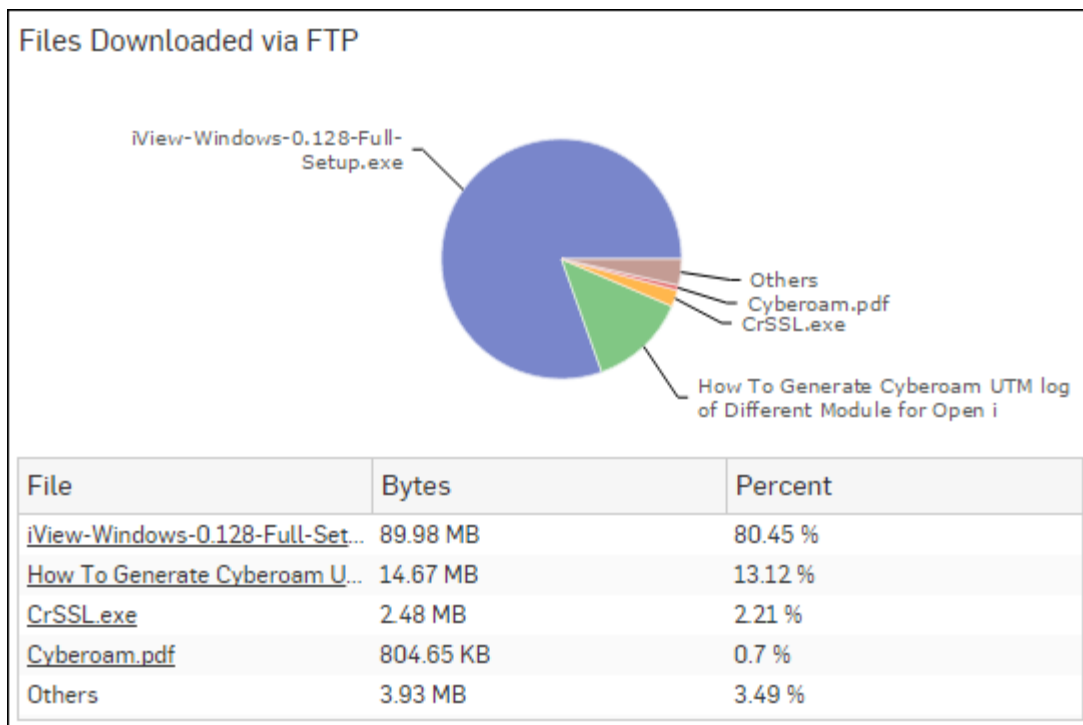 Files Downloaded via FTP
iView-Windows-0.128-Full-
Setup.exe
Others
Cyberoam.pdf
CrSSL.exe
How To Generate Cyberoam UTM log
of Different Module for Open i
File Bytes Percent
iView-Windows-0.128-Full-Set... 89.98 MB 80.45 %
How To Generate Cyberoam U... 14.67 MB 13.12 %
CrSSL.exe 2.48 MB 2.21 %
Cyberoam.pdf 804.65 KB 0.7 %
Others 3.93 MB 3.49 %